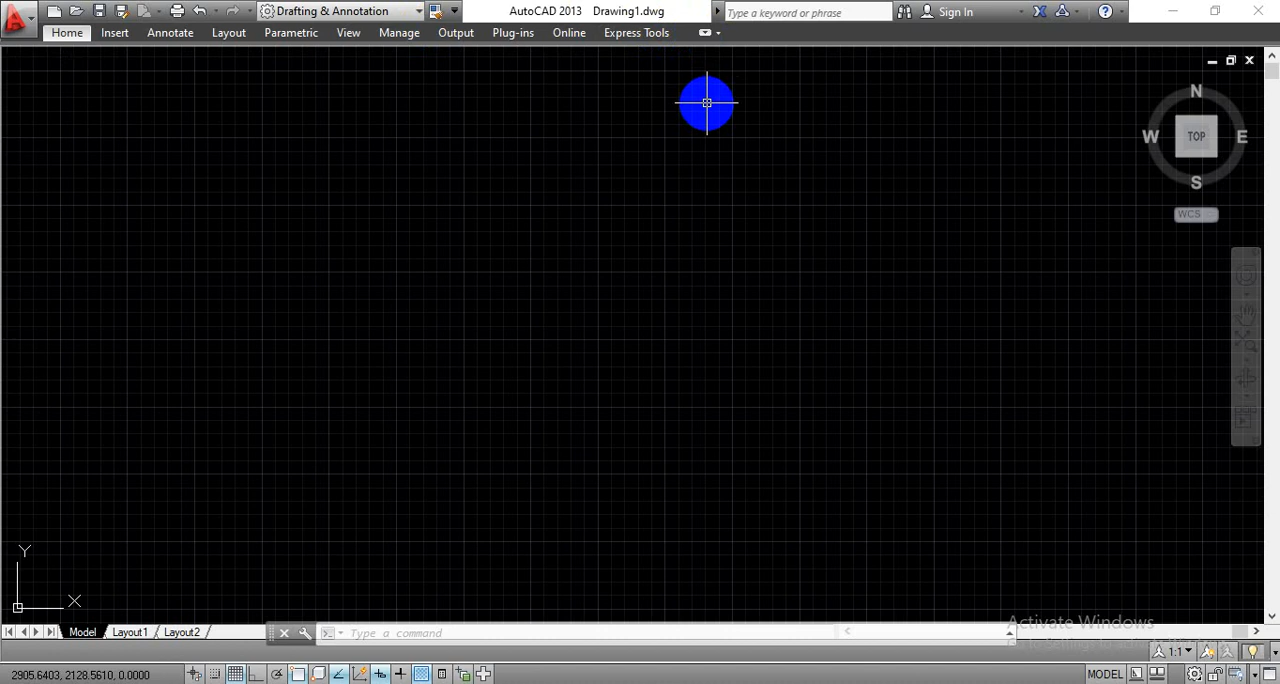 Drafting & Annotation
AutoCAD 2013 Drawing1.dwg
Type a keyword or phrase
Sign In
Home Insert Annotate Layout View Parametric Manage Output Plug-ins Online Express Tools
N
W TOP E
S
WCS
Y
X
Model Layout1 Layout2
Type a command
Activate Windows
1:1
2905.6403, 2128.5610, 0.0000
MODEL